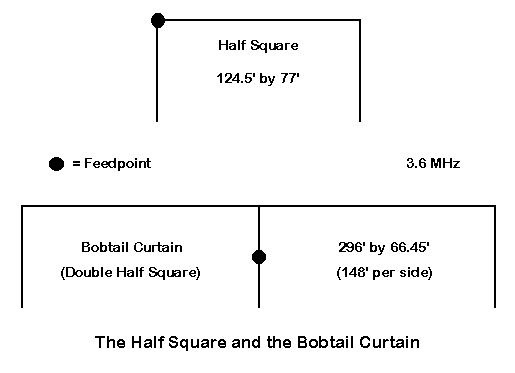 Half Square
124.5' by 77'
= Feedpoint
3.6 MHz
Bobtail Curtain
(Double Half Square)
296' by 66.45'
(148' per side)
The Half Square and the Bobtail Curtain